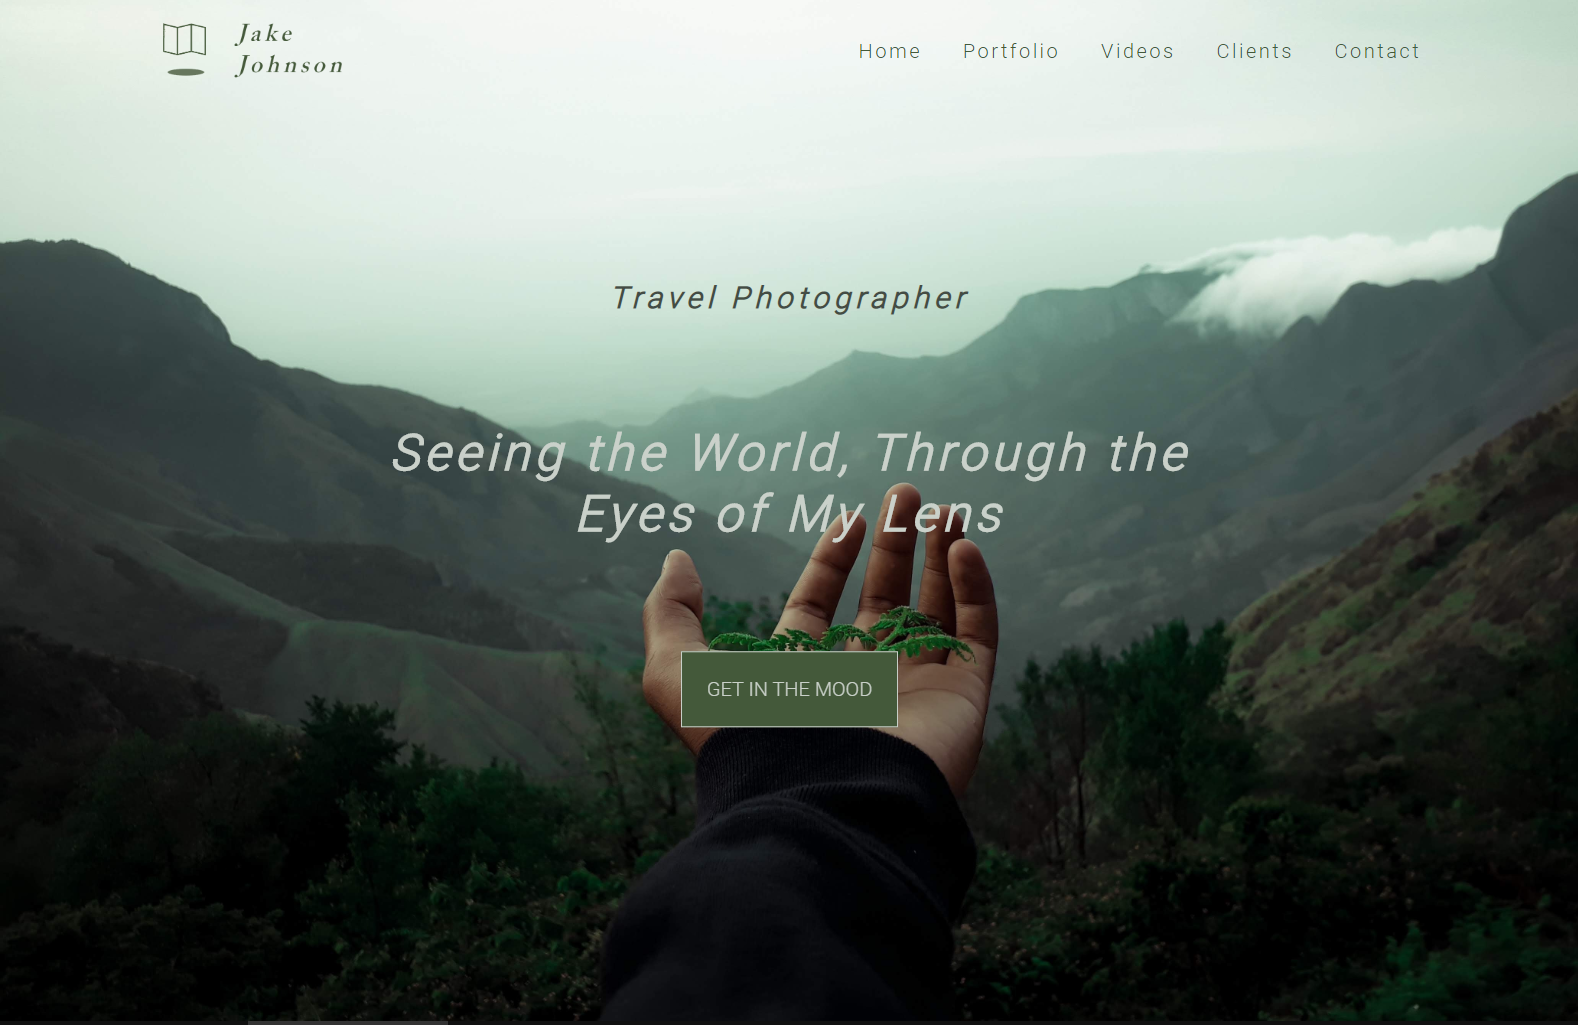 Jake
Johnson
Home Portfolio Videos Clients Contact
Travel Photographer
Seeing the World, Through the
Eyes of My Lens
GET IN THE MOOD